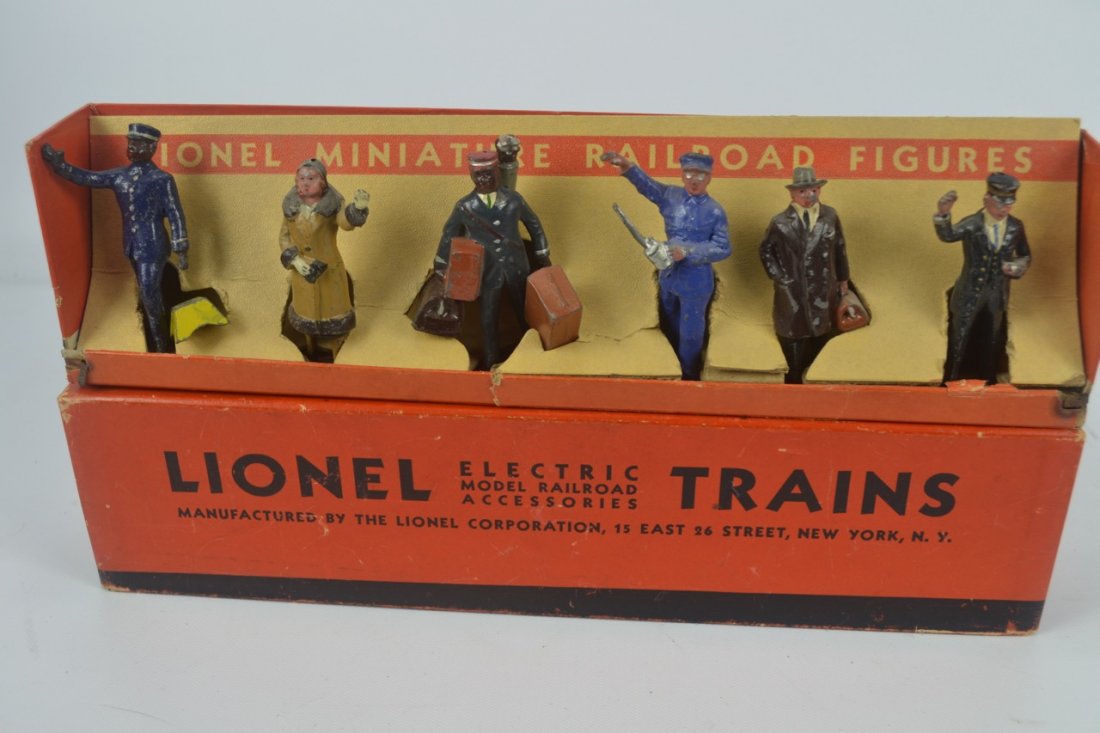 IONEL MINIATURE RAILROAD FIGURES
LIONEL ELECTRIC MODEL RAILROAD ACCESSORIES TRAINS
MANUFACTURED BY THE LIONEL CORPORATION, 15 EAST 26 STREET, NEW YORK, N. Y.